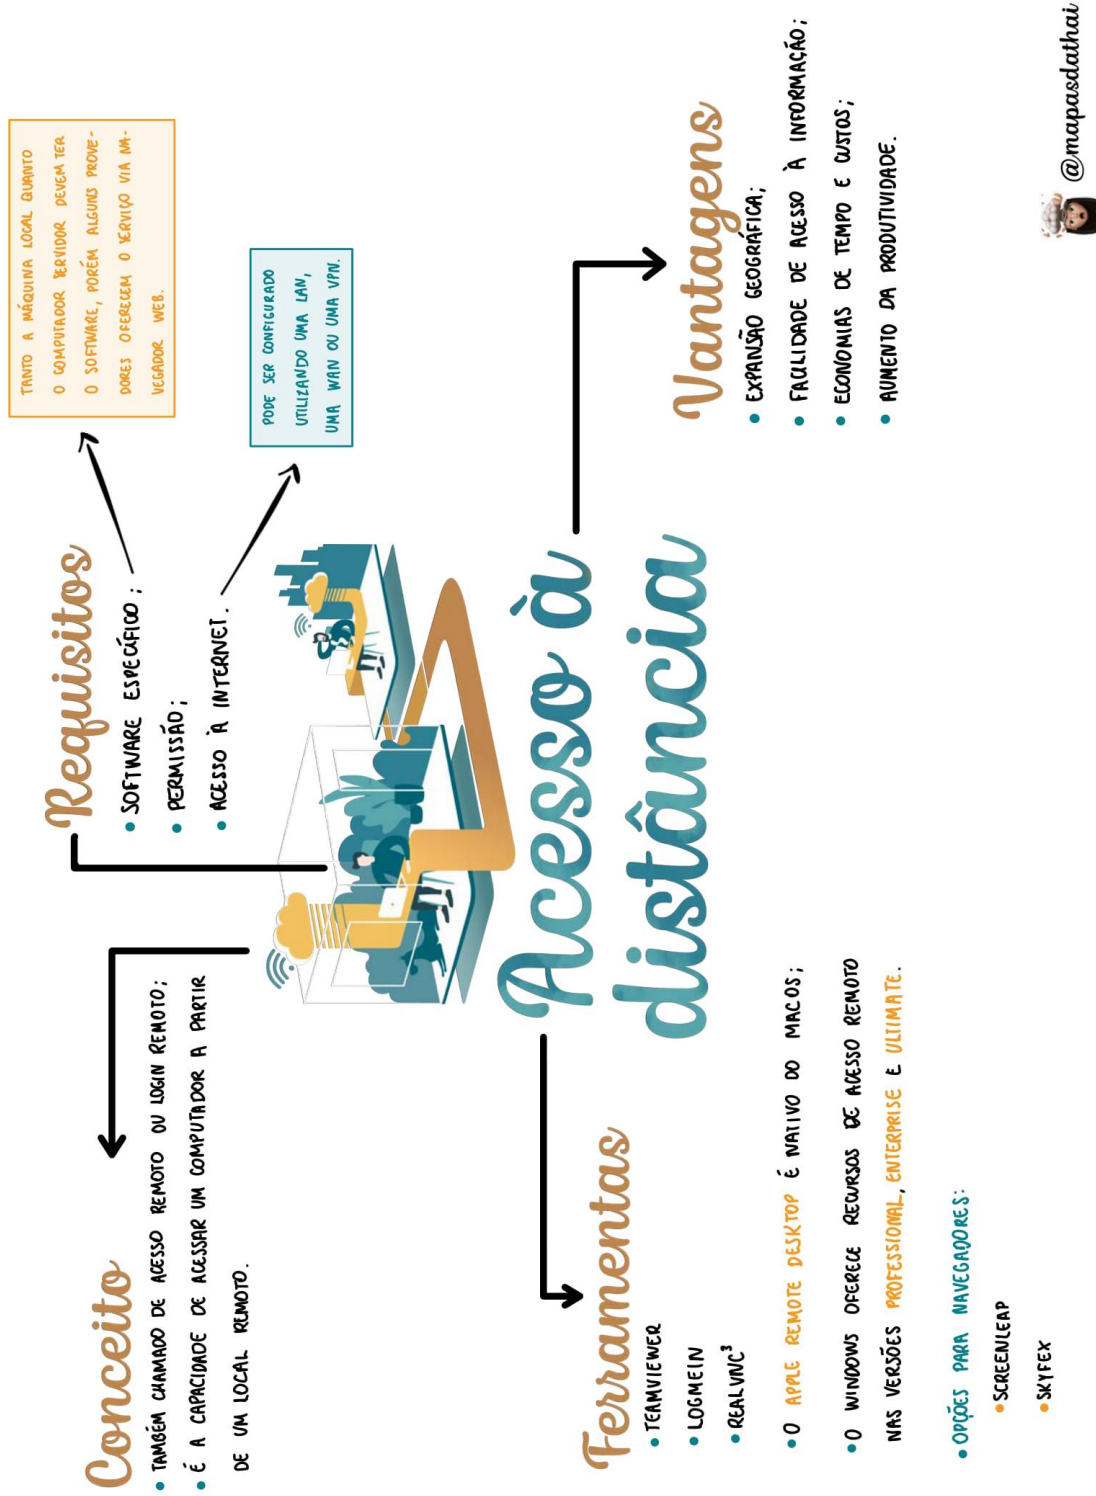 Acesso à
distância
Conceito
• TAMBÉM CHAMADO DE ACESSO REMOTO OU LOGIN REMOTO;
• É A CAPACIDADE DE ACESSAR UM COMPUTADOR A PARTIR
DE UM LOCAL REMOTO.
Requisitos
• SOFTWARE ESPECÍFICO;
• PERMISSÃO;
• ACESSO À INTERNET.
TANTO A MÁQUINA LOCAL QUANTO
O COMPUTADOR SERVIDOR DEVEM TER
O SOFTWARE, PORÉM ALGUNS PROVE-
DORES OFERECEM O SERVIÇO VIA NA-
VEGADOR WEB.
PODE SER CONFIGURADO
UTILIZANDO UMA LAN,
UMA WAN OU UMA VPN.
Ferramentas
• TEAMVIEWER
• LOGMEIN
• REALVNC³
• O APPLE REMOTE DESKTOP É NATIVO DO MACOS;
• O WINDOWS OFERECE RECURSOS DE ACESSO REMOTO
NAS VERSÕES PROFESSIONAL, ENTERPRISE E ULTIMATE.
• OPÇÕES PARA NAVEGADORES:
• SCREENLEAP
• SKYFEX
Vantagens
• EXPANSÃO GEOGRÁFICA;
• FACILIDADE DE ACESSO À INFORMAÇÃO;
• ECONOMIAS DE TEMPO E CUSTOS;
• AUMENTO DA PRODUTIVIDADE.
@mapasdathai